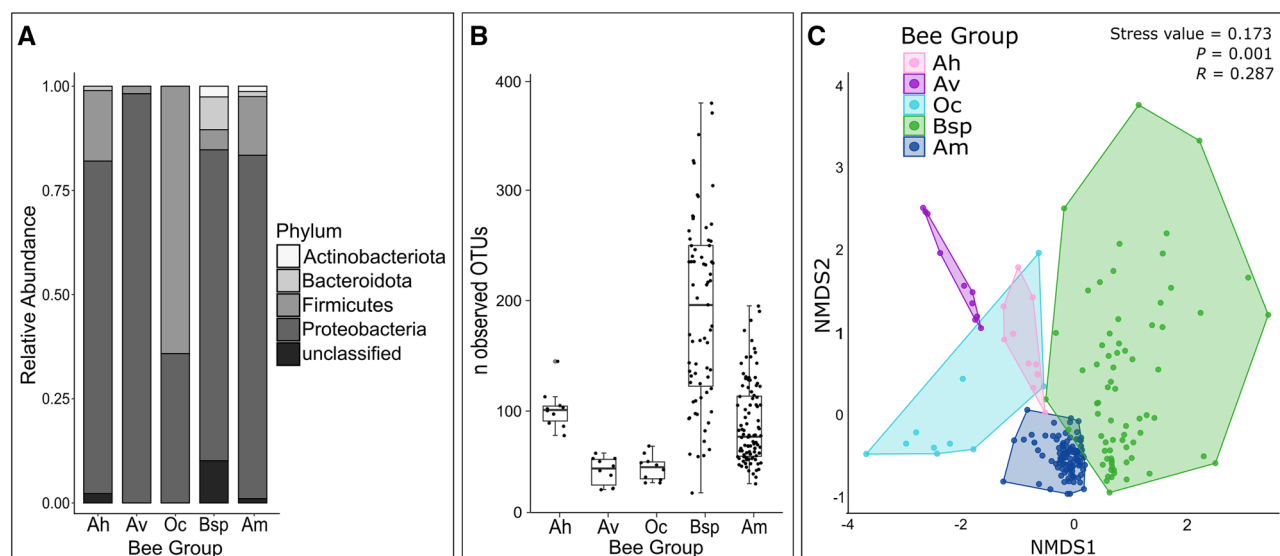 A
Relative Abundance
1.00
0.75
0.50
0.25
0.00
Ah Av Oc Bsp Am
Bee Group
Phylum
Actinobacteriota
Bacteroidota
Firmicutes
Proteobacteria
unclassified
B
n observed OTUs
400
300
200
100
0
Ah Av Oc Bsp Am
Bee Group
C
Bee Group
Ah
Av
Oc
Bsp
Am
Stress value = 0.173
P = 0.001
R = 0.287
NMDS2
4
3
2
1
0
-1
-4 -2 0 2
NMDS1